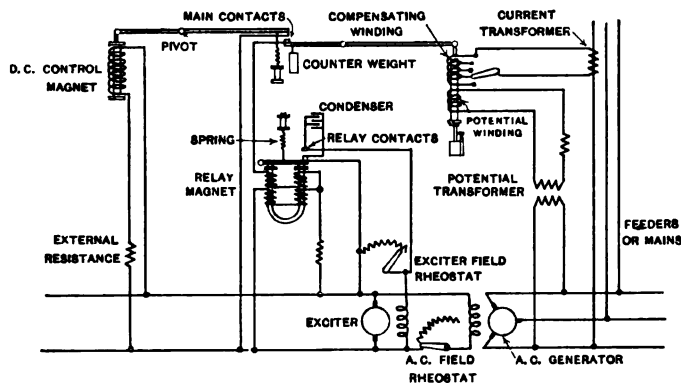 MAIN CONTACTS
COMPENSATING
WINDING
CURRENT
TRANSFORMER
PIVOT
D.C. CONTROL
MAGNET
COUNTER WEIGHT
CONDENSER
SPRING
RELAY CONTACTS
POTENTIAL
WINDING
RELAY
MAGNET
POTENTIAL
TRANSFORMER
EXTERNAL
RESISTANCE
FEEDERS
OR MAINS
EXCITER FIELD
RHEOSTAT
EXCITER
A.C. FIELD
RHEOSTAT
A.C. GENERATOR